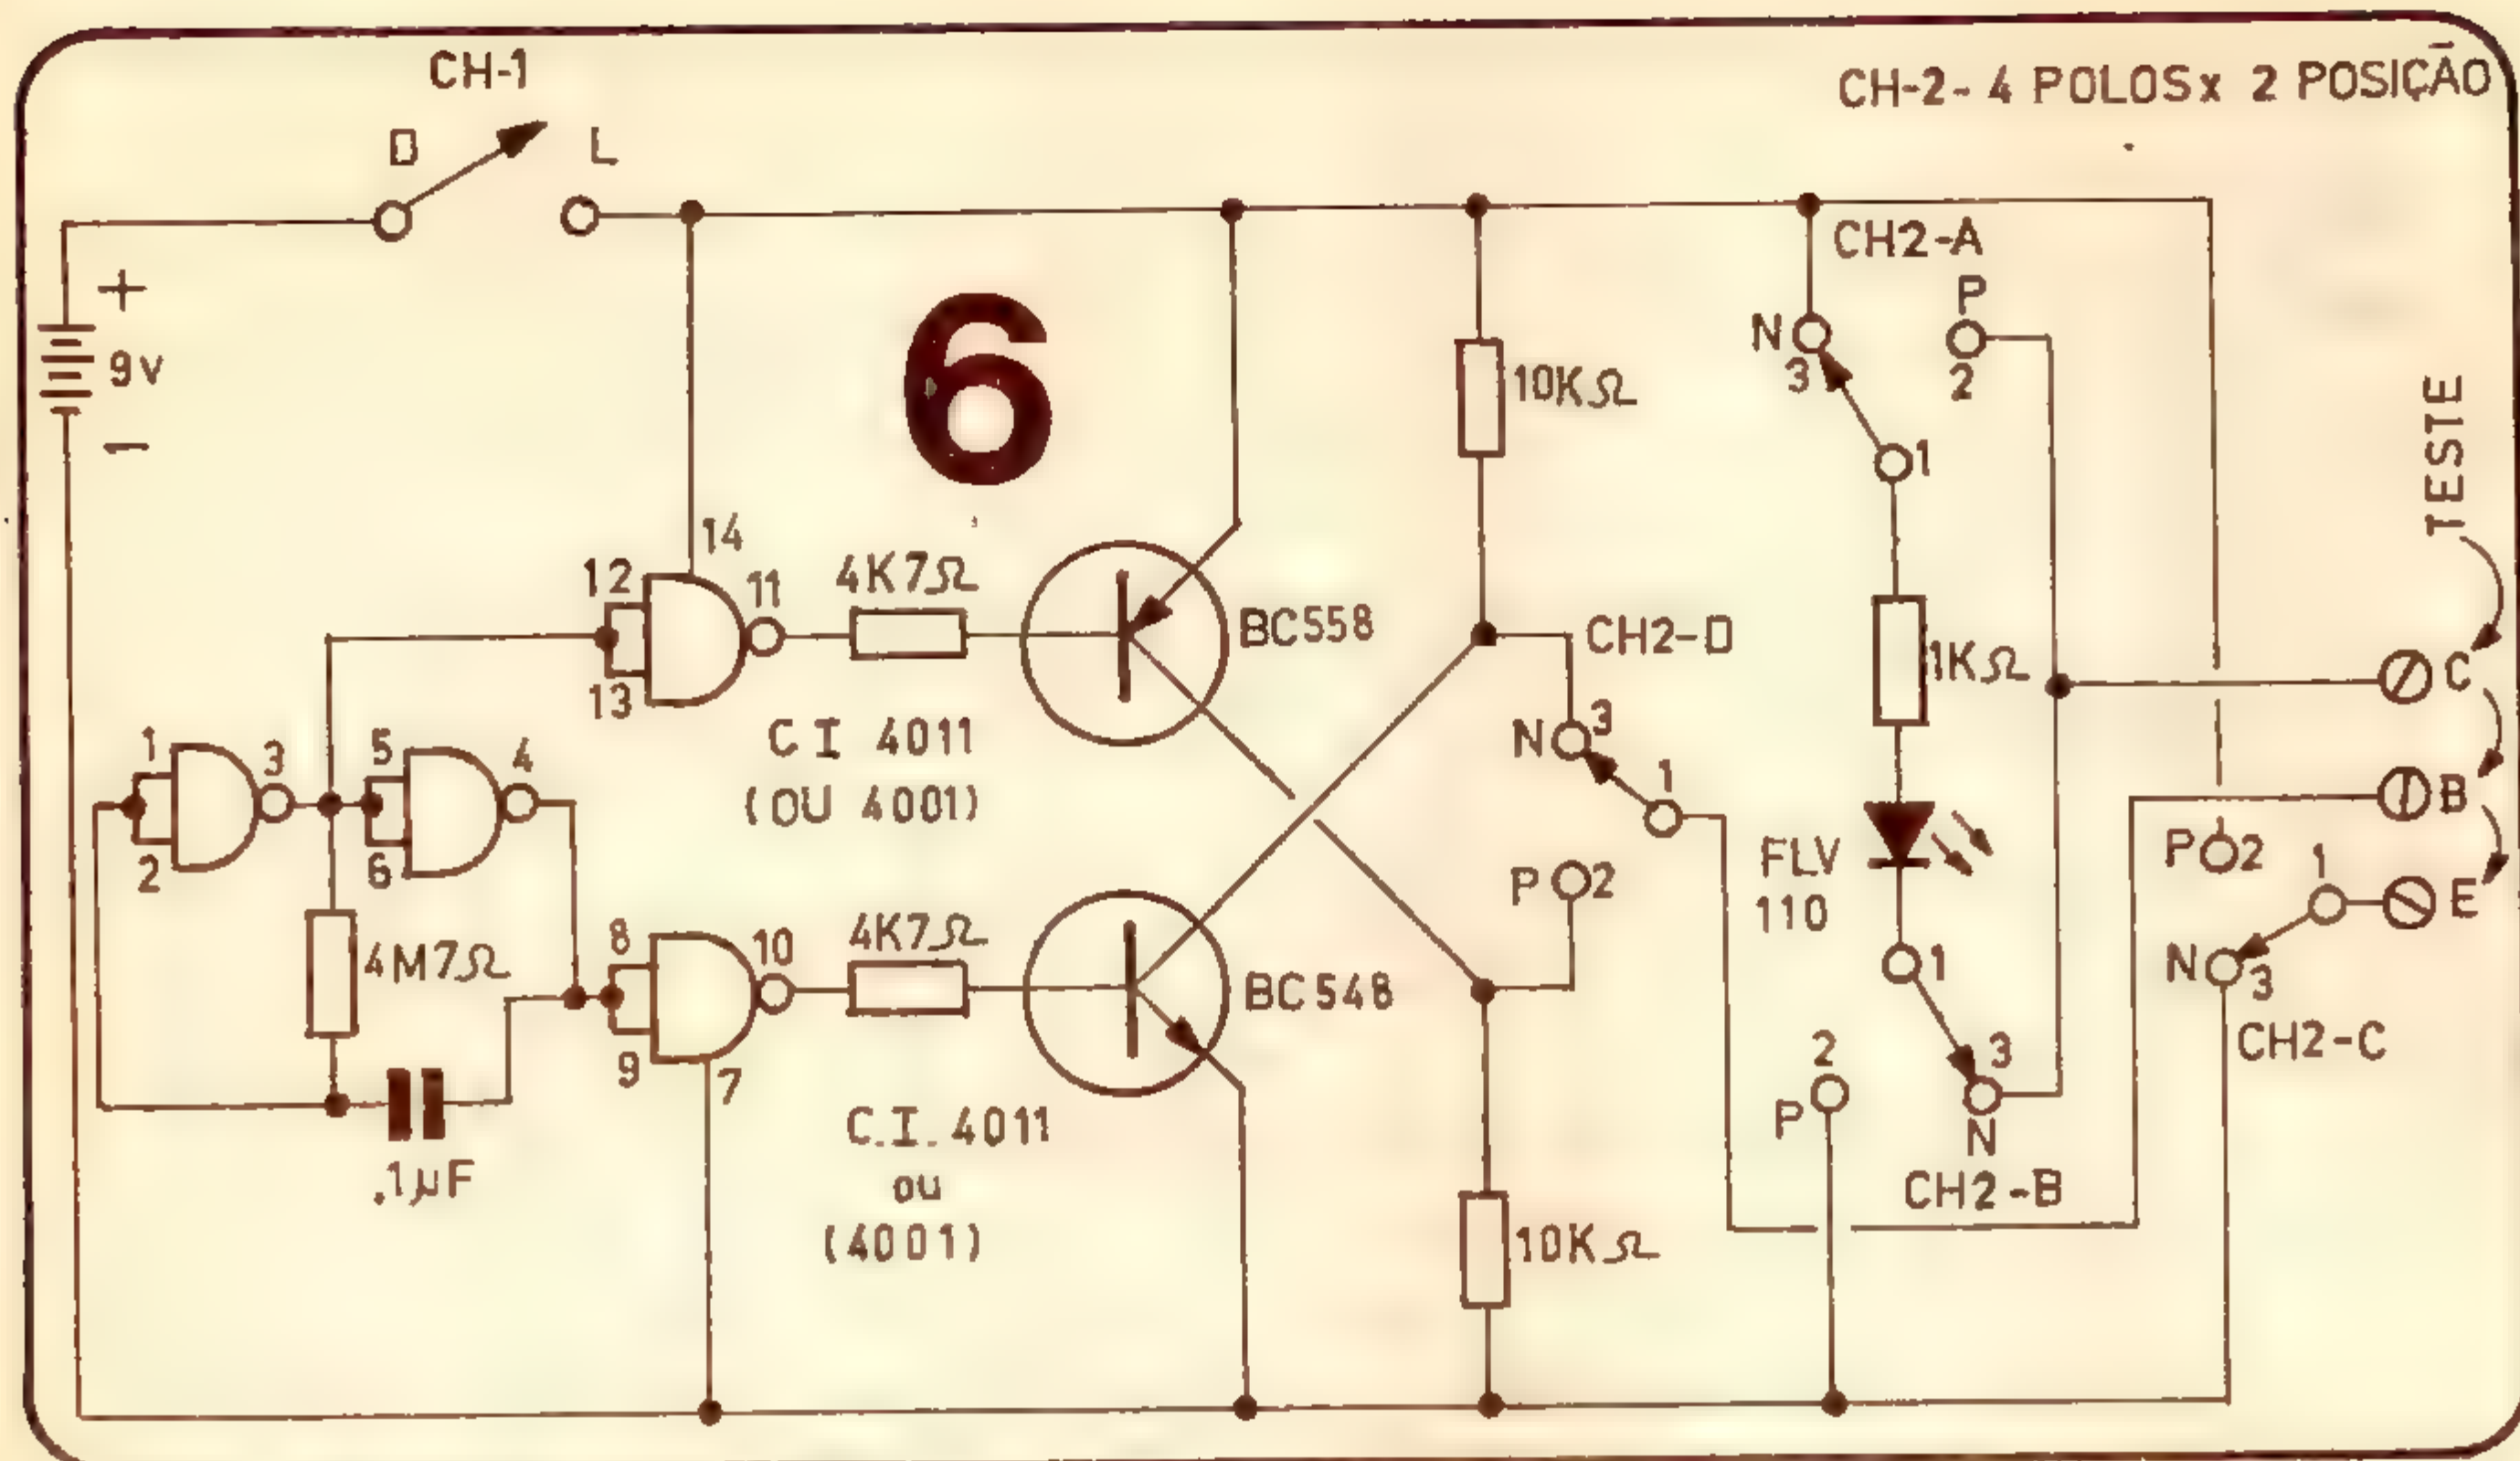 CH-1
CH-2- 4 POLOS x 2 POSIÇÃO
D
L
+
9v
−
6
CH2-A
N
3
P
2
1
10KΩ
TESTE
14
12
13
11
4K7Ω
BC558
CH2-D
1KΩ
C
C I 4011
(OU 4001)
N
3
1
B
1
2
3
5
6
4
P
2
FLV
110
P
2
1
E
N
3
CH2-C
4M7Ω
8
9
10
7
4K7Ω
BC548
1
2
P
3
N
CH2-B
.1µF
C.I. 4011
ou
(4001)
10KΩ